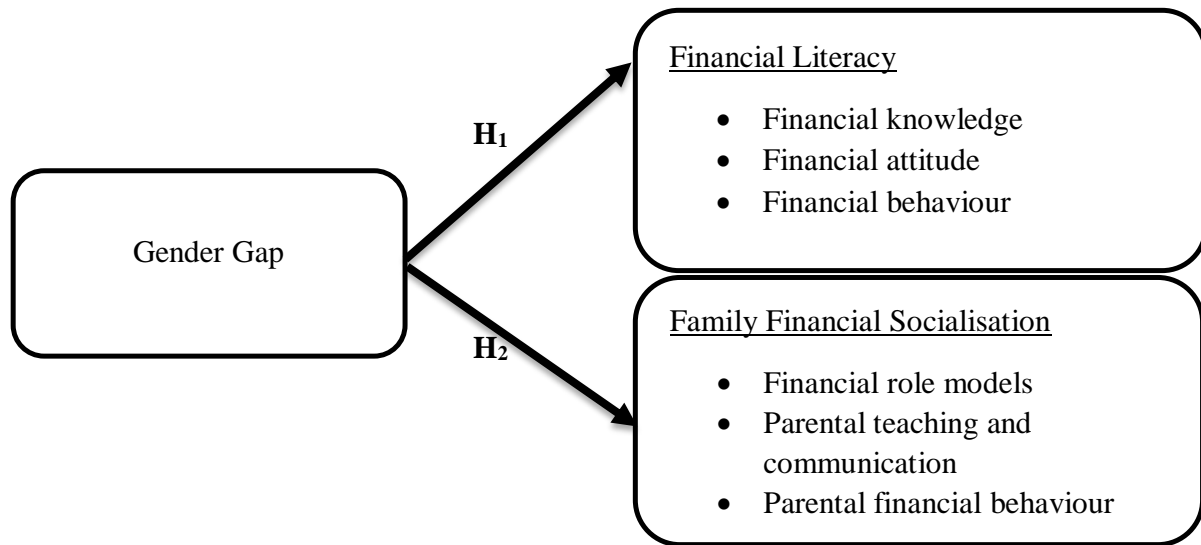 Financial Literacy
• Financial knowledge
• Financial attitude
• Financial behaviour
H₁
Gender Gap
H₂
Family Financial Socialisation
• Financial role models
• Parental teaching and
communication
• Parental financial behaviour